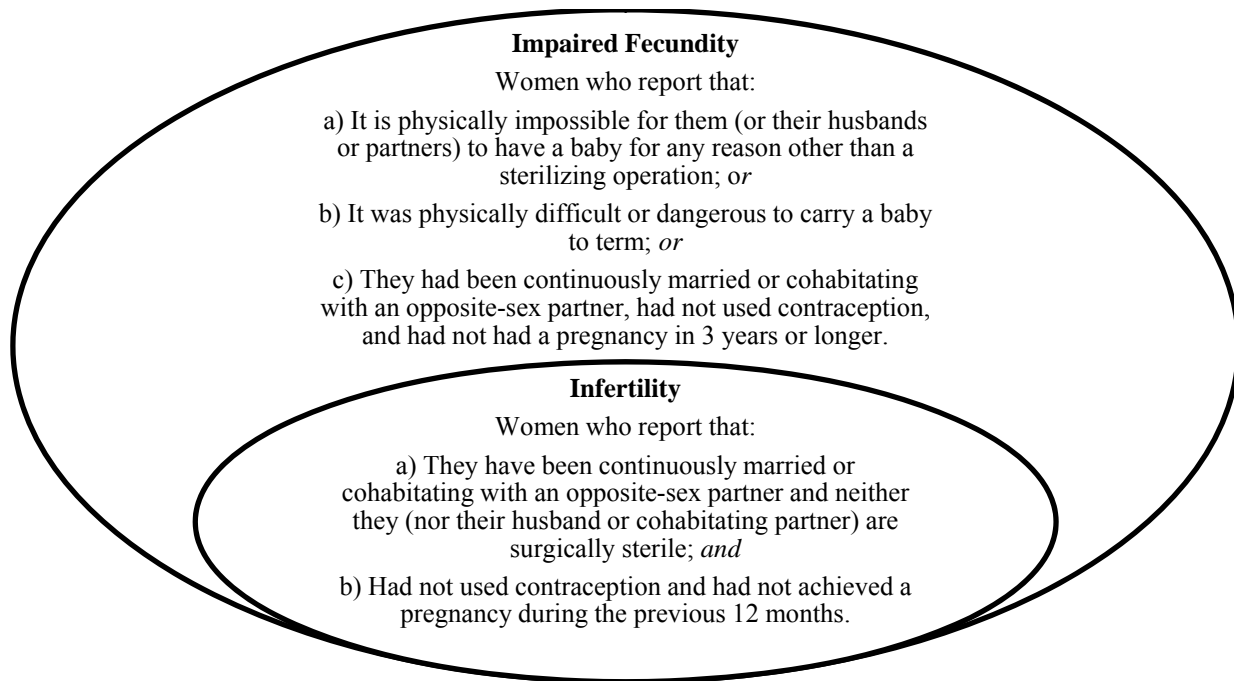 Impaired Fecundity
Women who report that:
a) It is physically impossible for them (or their husbands
or partners) to have a baby for any reason other than a
sterilizing operation; or
b) It was physically difficult or dangerous to carry a baby
to term; or
c) They had been continuously married or cohabitating
with an opposite-sex partner, had not used contraception,
and had not had a pregnancy in 3 years or longer.
Infertility
Women who report that:
a) They have been continuously married or
cohabitating with an opposite-sex partner and neither
they (nor their husband or cohabitating partner) are
surgically sterile; and
b) Had not used contraception and had not achieved a
pregnancy during the previous 12 months.